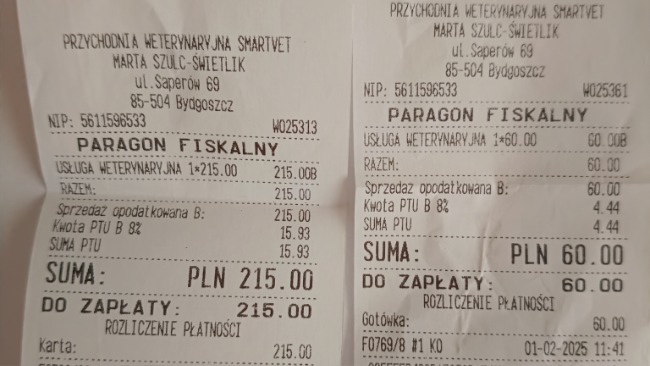 PRZYCHODNIA WETERYNARYJNA SMARTVET
MARTA SZULC-ŚWIETLIK
ul.Saperów 69
85-504 Bydgoszcz
NIP: 5611596533 W025313
PARAGON FISKALNY
USŁUGA WETERYNARYJNA 1*215.00 215.00B
RAZEM: 215.00
Sprzedaż opodatkowana B: 215.00
Kwota PTU B 8% 15.93
SUMA PTU 15.93
SUMA: PLN 215.00
DO ZAPŁATY: 215.00
ROZLICZENIE PŁATNOŚCI
Karta: 215.00
PRZYCHODNIA WETERYNARYJNA SMARTVET
MARTA SZULC-ŚWIETLIK
ul.Saperów 69
85-504 Bydgoszcz
NIP: 5611596533 W025361
PARAGON FISKALNY
USŁUGA WETERYNARYJNA 1*60.00 60.00B
RAZEM: 60.00
Sprzedaż opodatkowana B: 60.00
Kwota PTU B 8% 4.44
SUMA PTU 4.44
SUMA: PLN 60.00
DO ZAPŁATY: 60.00
ROZLICZENIE PŁATNOŚCI
Gotówka: 60.00
F0769/8 #1 KO 01-02-2025 11:41